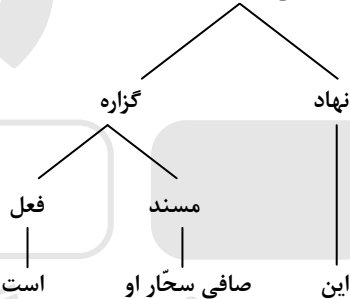 نهاد گزاره
مسند فعل
این صافی سحّار او است